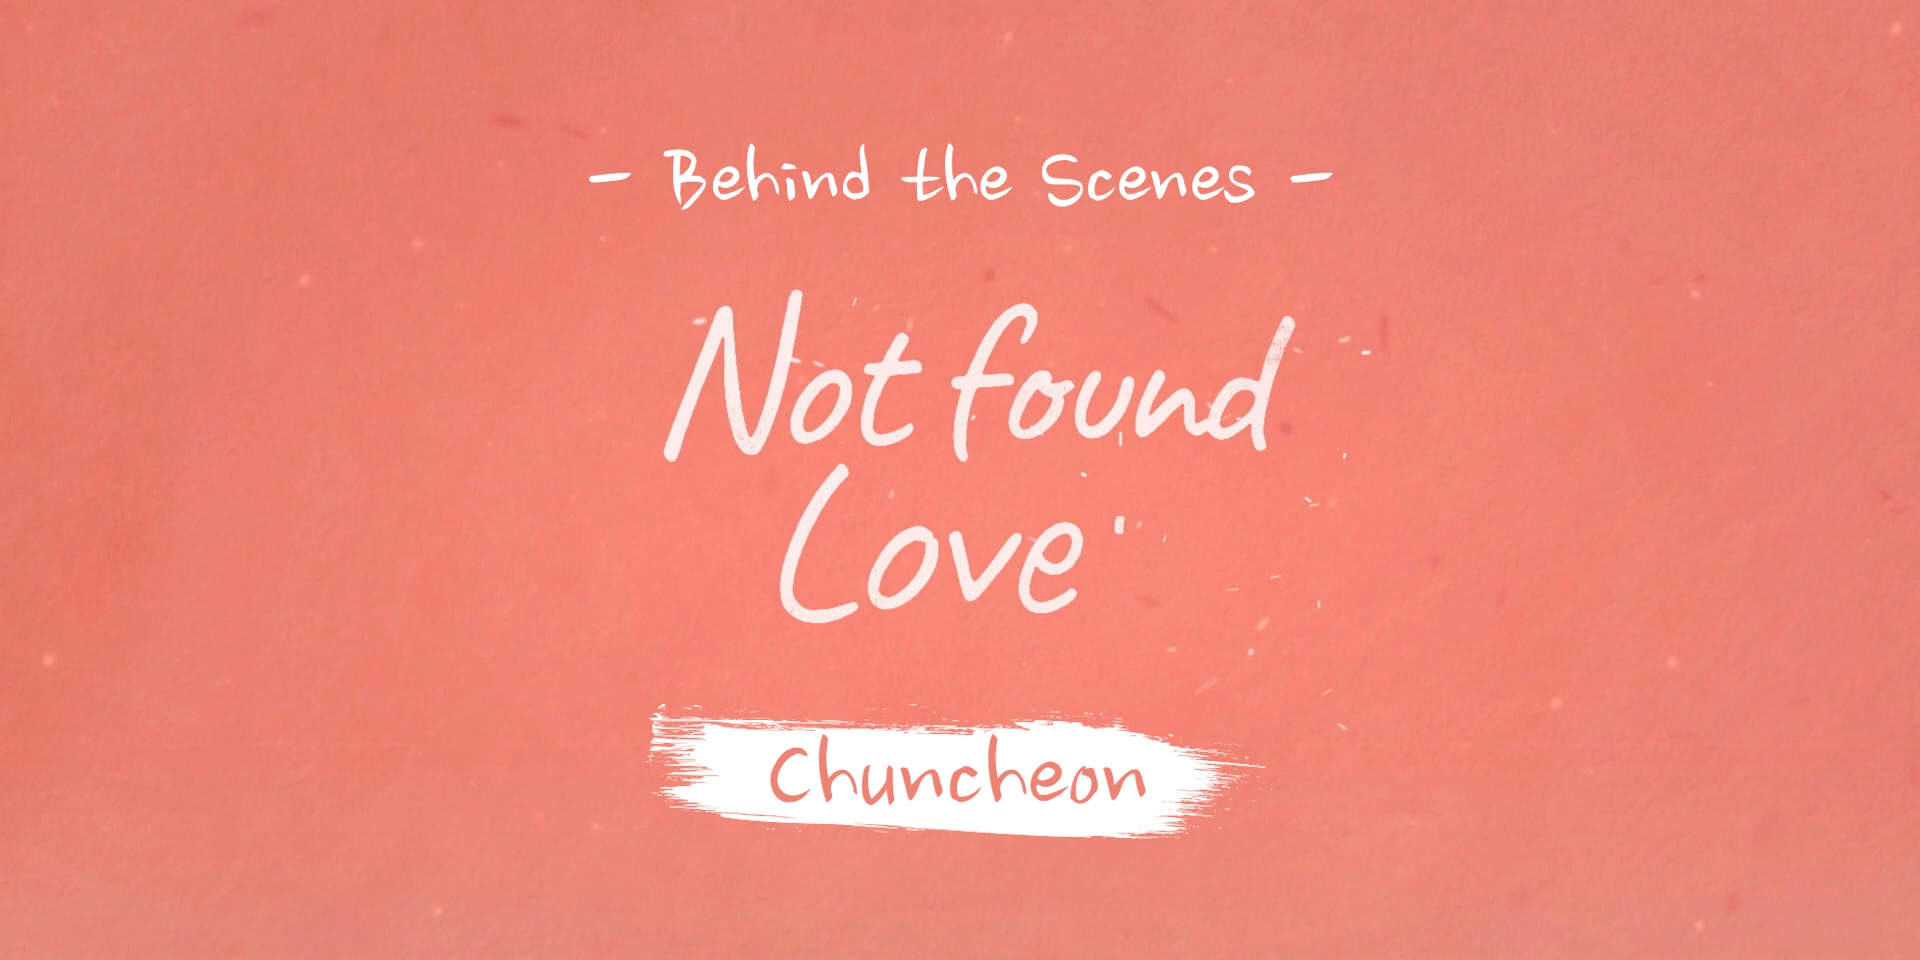 - Behind the Scenes -
Not found
Love
Chuncheon